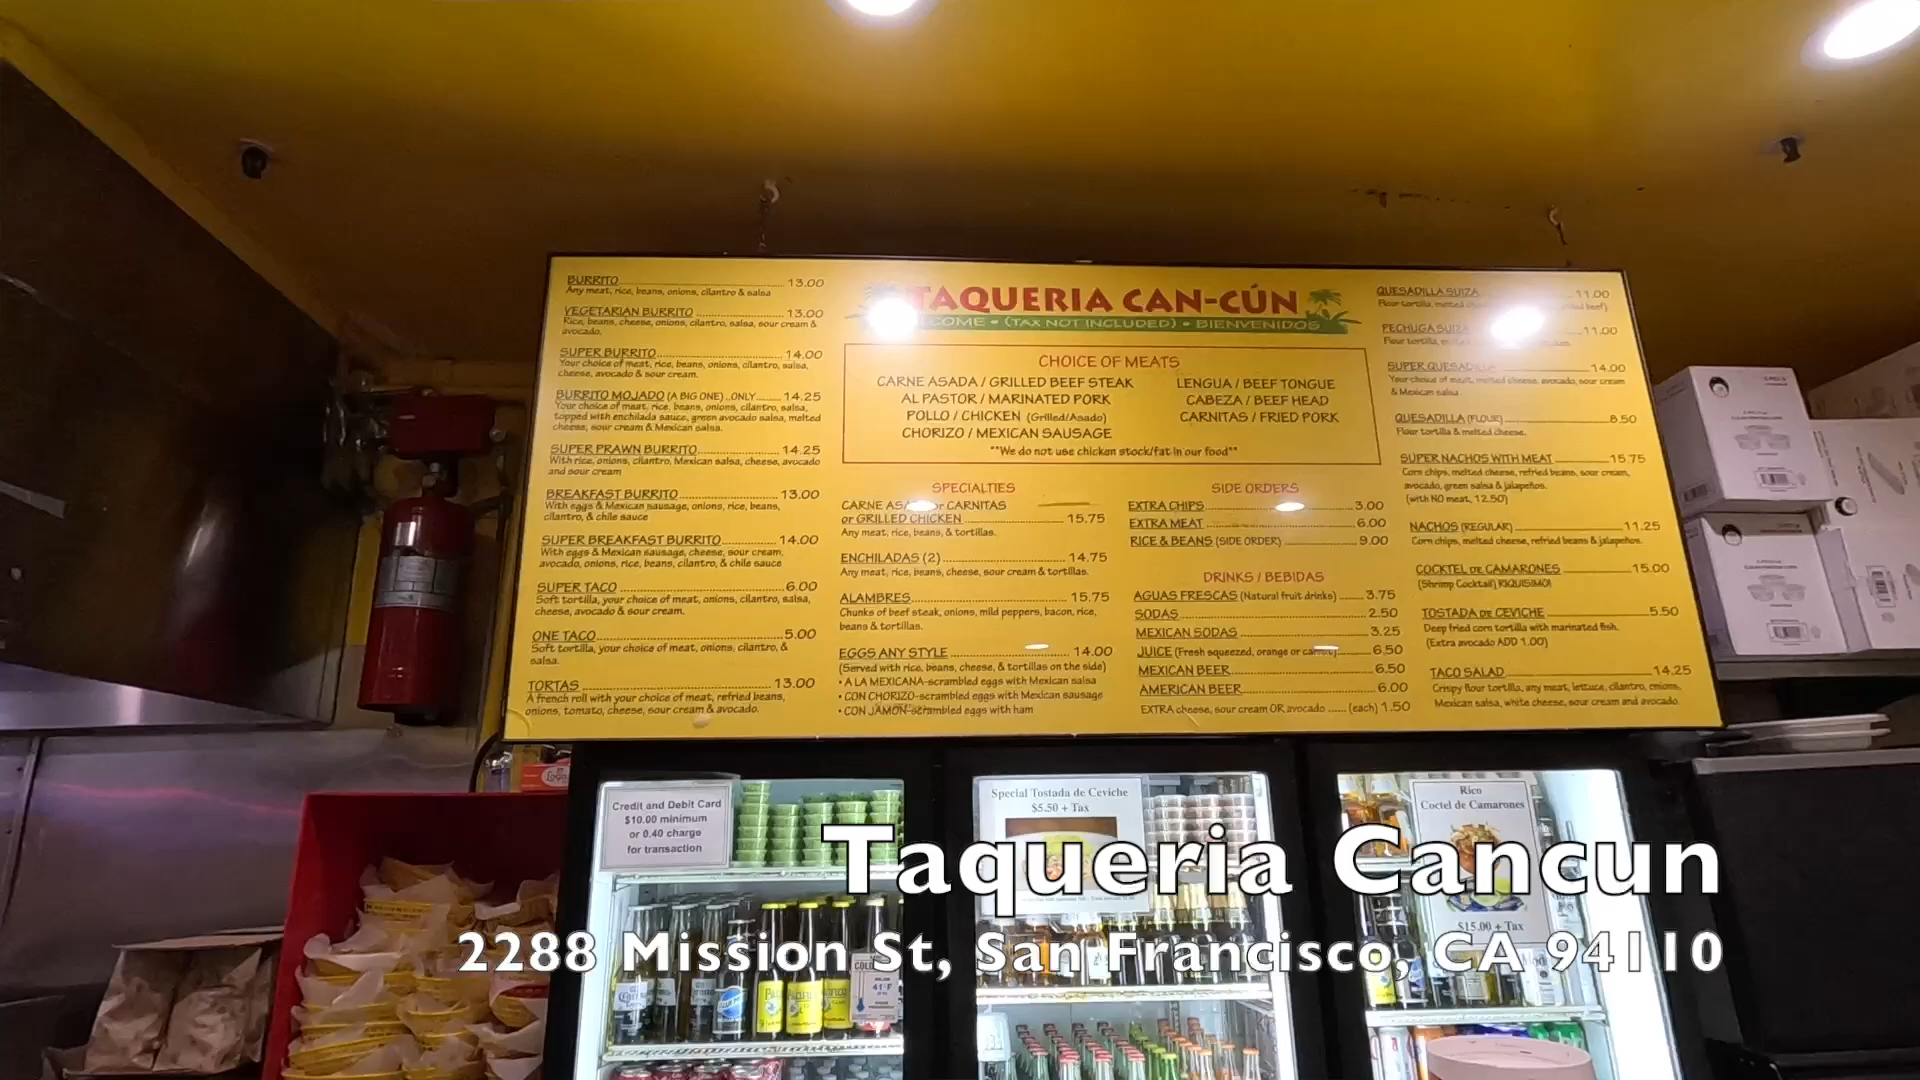 BURRITO 13.00
Any meat, rice, beans, onions, cilantro & salsa
VEGETARIAN BURRITO 13.00
Rice, beans, cheese, onions, cilantro, salsa, sour cream &
avocado.
SUPER BURRITO 14.00
Your choice of meat, rice, beans, onions, cilantro, salsa,
cheese, avocado & sour cream.
BURRITO MOJADO (A BIG ONE)..ONLY 14.25
Your choice of meat, rice, beans, onions, cilantro, salsa,
topped with enchilada sauce, green avocado salsa, melted
cheese, sour cream & Mexican salsa.
SUPER PRAWN BURRITO 14.25
With rice, onions, cilantro, Mexican salsa, cheese, avocado
and sour cream
BREAKFAST BURRITO 13.00
With eggs & Mexican sausage, onions, rice, beans,
cilantro, & chile sauce
SUPER BREAKFAST BURRITO 14.00
With eggs & Mexican sausage, cheese, sour cream,
avocado, onions, rice, beans, cilantro, & chile sauce
SUPER TACO 6.00
Soft tortilla, your choice of meat, onions, cilantro, salsa,
cheese, avocado & sour cream.
ONE TACO 5.00
Soft tortilla, your choice of meat, onions, cilantro, &
salsa.
TORTAS 13.00
A french roll with your choice of meat, refried beans,
onions, tomato, cheese, sour cream & avocado.
TAQUERIA CAN-CÚN
COME • (TAX NOT INCLUDED) • BIENVENIDOS
CHOICE OF MEATS
CARNE ASADA / GRILLED BEEF STEAK
AL PASTOR / MARINATED PORK
POLLO / CHICKEN (Grilled/Asado)
CHORIZO / MEXICAN SAUSAGE
LENGUA / BEEF TONGUE
CABEZA / BEEF HEAD
CARNITAS / FRIED PORK
**We do not use chicken stock/fat in our food**
SPECIALTIES
CARNE CARNITAS
or GRILLED CHICKEN 15.75
Any meat, rice, beans, & tortillas.
ENCHILADAS (2) 14.75
Any meat, rice, beans, cheese, sour cream & tortillas.
ALAMBRES 15.75
Chunks of beef steak, onions, mild peppers, bacon, rice,
beans & tortillas.
EGGS ANY STYLE 14.00
(Served with rice, beans, cheese, & tortillas on the side)
• A LA MEXICANA-scrambled eggs with Mexican salsa
• CON CHORIZO-scrambled eggs with Mexican sausage
• CON JAMON-scrambled eggs with ham
SIDE ORDERS
EXTRA CHIPS 3.00
EXTRA MEAT 6.00
RICE & BEANS (SIDE ORDER) 9.00
DRINKS / BEBIDAS
AGUAS FRESCAS (Natural fruit drinks) 3.75
SODAS 2.50
MEXICAN SODAS 3.25
JUICE (Fresh squeezed, orange or 6.50
MEXICAN BEER 6.50
AMERICAN BEER 6.00
EXTRA cheese, sour cream OR avocado ...... (each) 1.50
QUESADILLA SUIZA 11.00
Flour tortilla, melted beef).
PECHUGA SUIZA 11.00
Flour tortilla,
SUPER QUESADILLA 14.00
Your choice of meat, melted cheese, avocado, sour cream
& Mexican salsa
QUESADILLA (FLOUR) 8.50
Flour tortilla & melted cheese.
SUPER NACHOS WITH MEAT 15.75
Corn chips, melted cheese, refried beans, sour cream,
avocado, green salsa & jalapeños.
(with NO meat, 12.50)
NACHOS (REGULAR) 11.25
Corn chips, melted cheese, refried beans & jalapeños.
COCKTEL DE CAMARONES 15.00
(Shrimp Cocktail) RIQUISIMO!
TOSTADA DE CEVICHE 5.50
Deep fried corn tortilla with marinated fish.
(Extra avocado ADD 1.00)
TACO SALAD 14.25
Crispy flour tortilla, any meat, lettuce, cilantro, onions,
Mexican salsa, white cheese, sour cream and avocado.
Credit and Debit Card
$10.00 minimum
or 0.40 charge
for transaction
Special Tostada de Ceviche
$5.50 + Tax
Rico
Coctel de Camarones
$15.00 + Tax
41°F
Taqueria Cancun
2288 Mission St, San Francisco, CA 94110